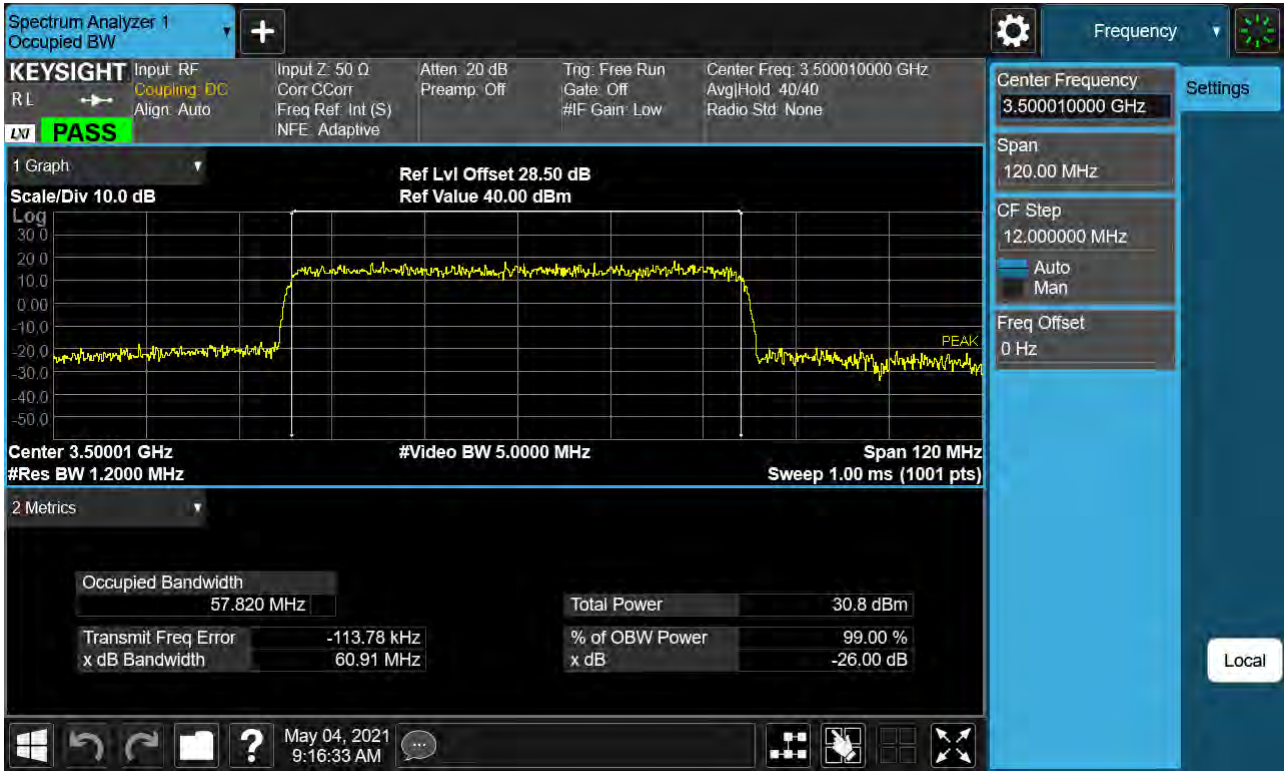 Spectrum Analyzer 1
Occupied BW
+
Frequency
KEYSIGHT
RL
LXI
PASS
Input: RF
Coupling: DC
Align: Auto
Input Z: 50 Ω
Corr CCorr
Freq Ref: Int (S)
NFE: Adaptive
Atten: 20 dB
Preamp: Off
Trig: Free Run
Gate: Off
#IF Gain: Low
Center Freq: 3.500010000 GHz
Avg|Hold: 40/40
Radio Std: None
Center Frequency
3.500010000 GHz
Settings
Span
120.00 MHz
CF Step
12.000000 MHz
Auto
Man
Freq Offset
0 Hz
1 Graph
Scale/Div 10.0 dB
Ref Lvl Offset 28.50 dB
Ref Value 40.00 dBm
Log
30.0
20.0
10.0
0.00
-10.0
-20.0
-30.0
-40.0
-50.0
PEAK
Center 3.50001 GHz
#Res BW 1.2000 MHz
#Video BW 5.0000 MHz
Span 120 MHz
Sweep 1.00 ms (1001 pts)
2 Metrics
Occupied Bandwidth
57.820 MHz
Transmit Freq Error -113.78 kHz
x dB Bandwidth 60.91 MHz
Total Power 30.8 dBm
% of OBW Power 99.00 %
x dB -26.00 dB
Local
?
May 04, 2021
9:16:33 AM